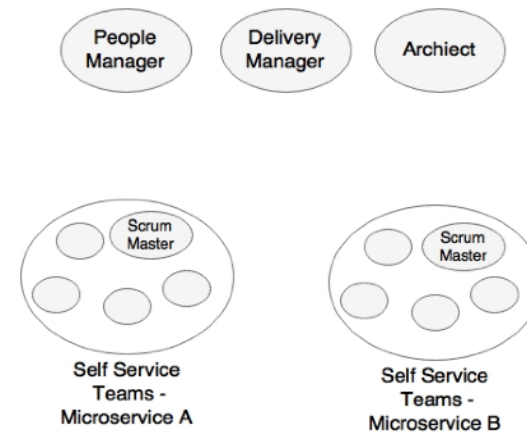 People
Manager
Delivery
Manager
Archiect
Scrum
Master
Scrum
Master
Self Service
Teams -
Microservice A
Self Service
Teams -
Microservice B